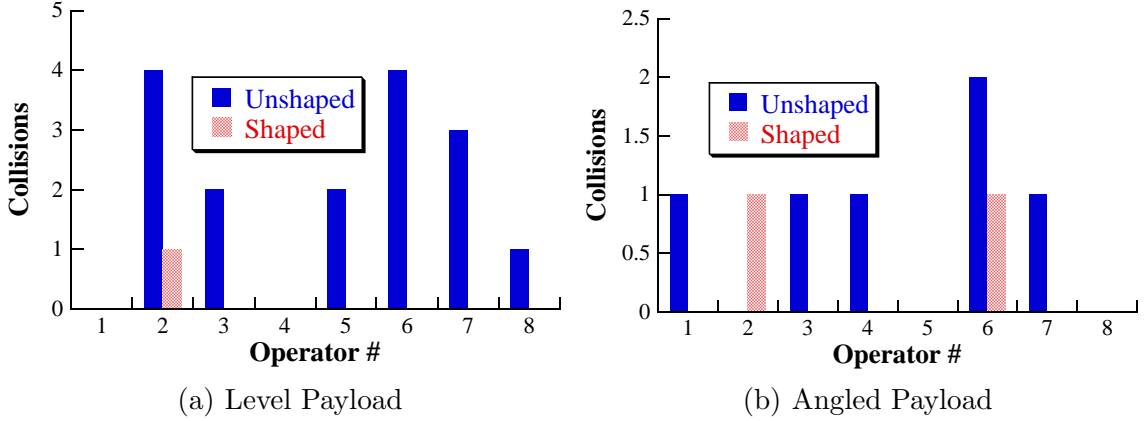 5
4
3
2
1
0
Collisions
Unshaped
Shaped
1 2 3 4 5 6 7 8
Operator #
(a) Level Payload
2.5
2
1.5
1
0.5
0
Collisions
Unshaped
Shaped
1 2 3 4 5 6 7 8
Operator #
(b) Angled Payload